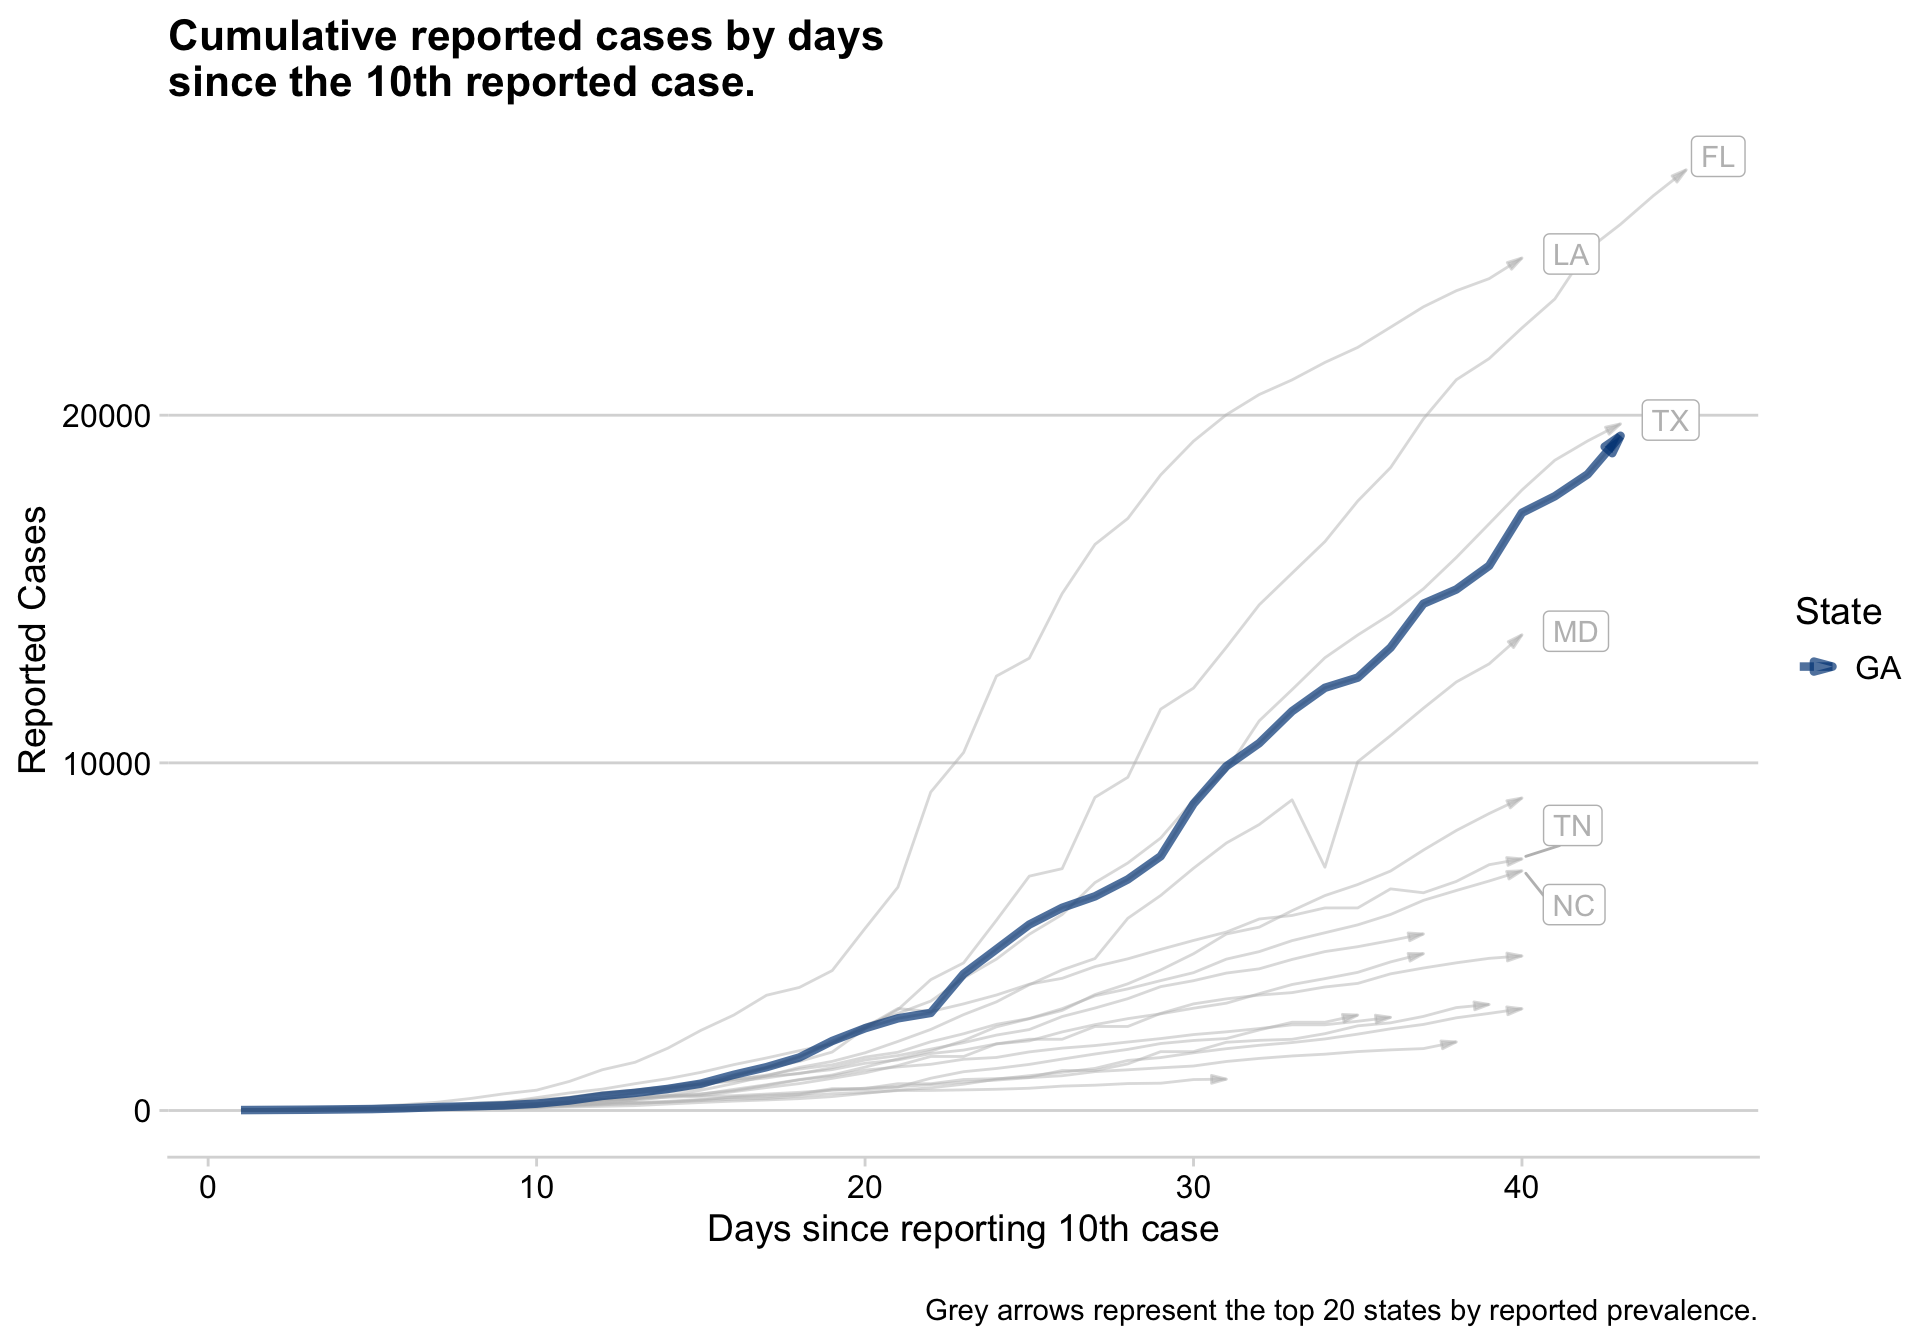 Cumulative reported cases by days
since the 10th reported case.
FL
LA
20000
TX
Reported Cases
MD
State
GA
10000
TN
NC
0
0 10 20 30 40
Days since reporting 10th case
Grey arrows represent the top 20 states by reported prevalence.